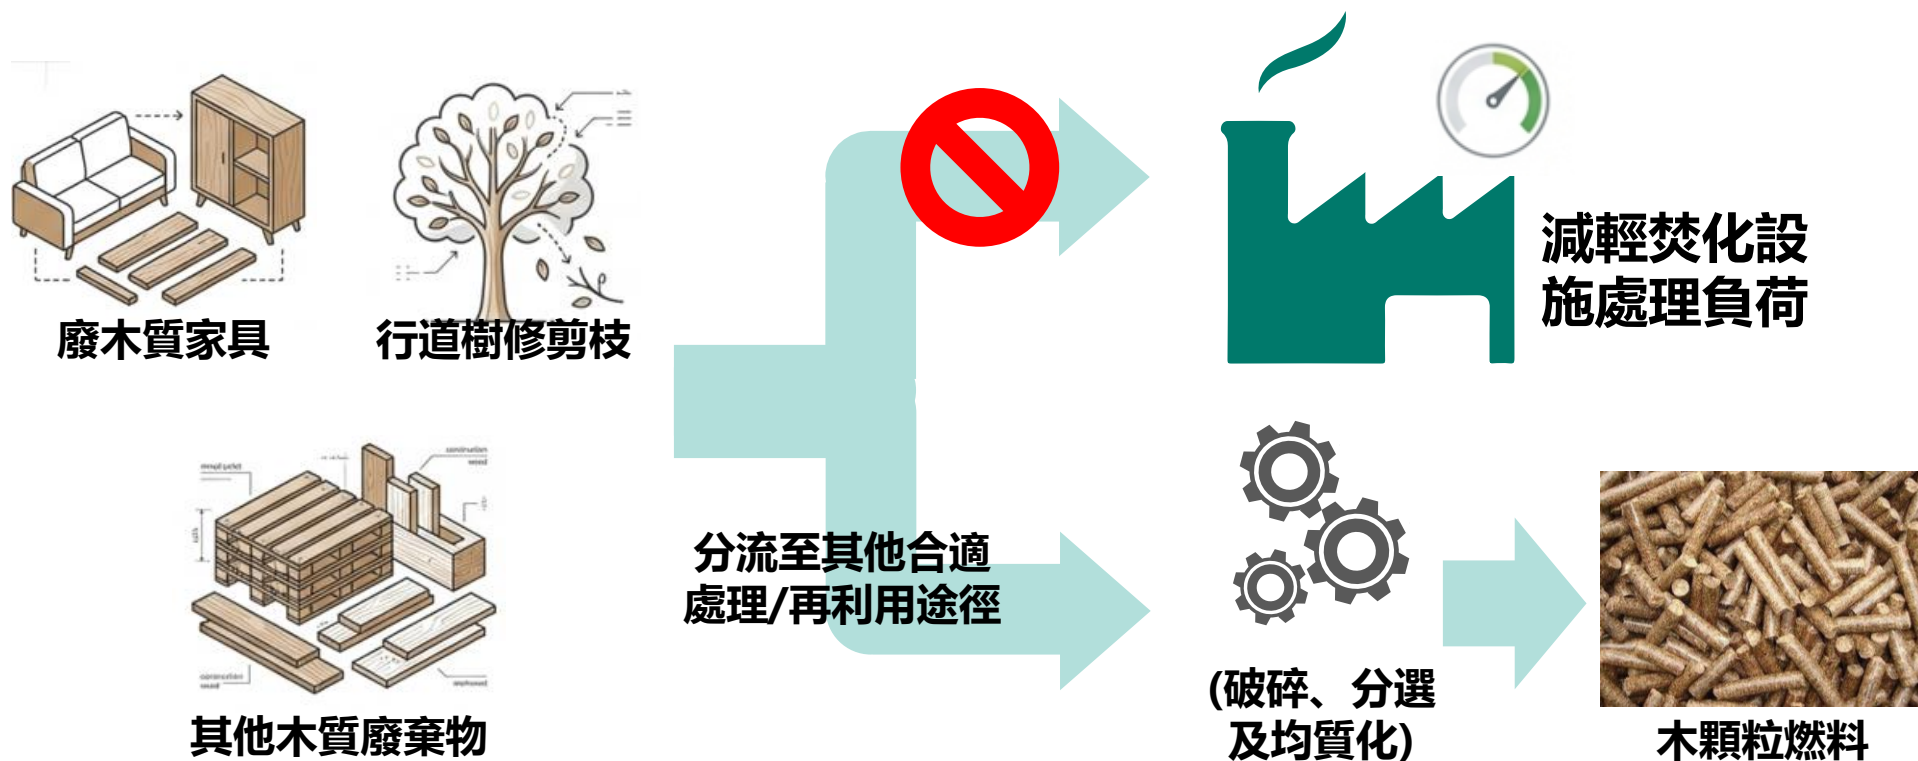 廢木質家具
行道樹修剪枝
其他木質廢棄物
分流至其他合適
處理/再利用途徑
減輕焚化設
施處理負荷
(破碎、分選
及均質化)
木顆粒燃料